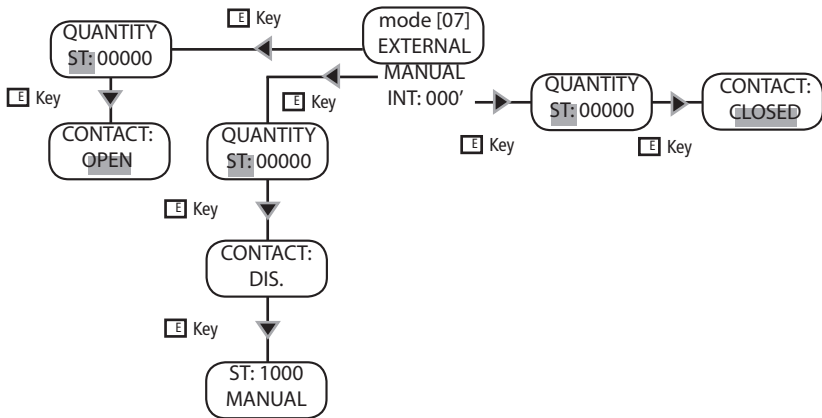 mode [07]
EXTERNAL
MANUAL
INT: 000’
E Key
QUANTITY
ST: 00000
E Key
CONTACT:
OPEN
E Key
QUANTITY
ST: 00000
E Key
CONTACT:
DIS.
E Key
ST: 1000
MANUAL
E Key
QUANTITY
ST: 00000
E Key
CONTACT:
CLOSED